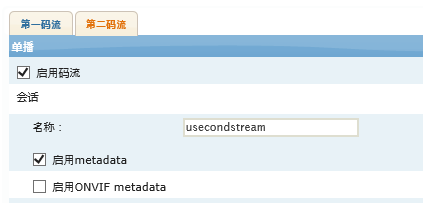 第一码流 第二码流
单播
启用码流
会话
名称： usecondstream
启用metadata
启用ONVIF metadata